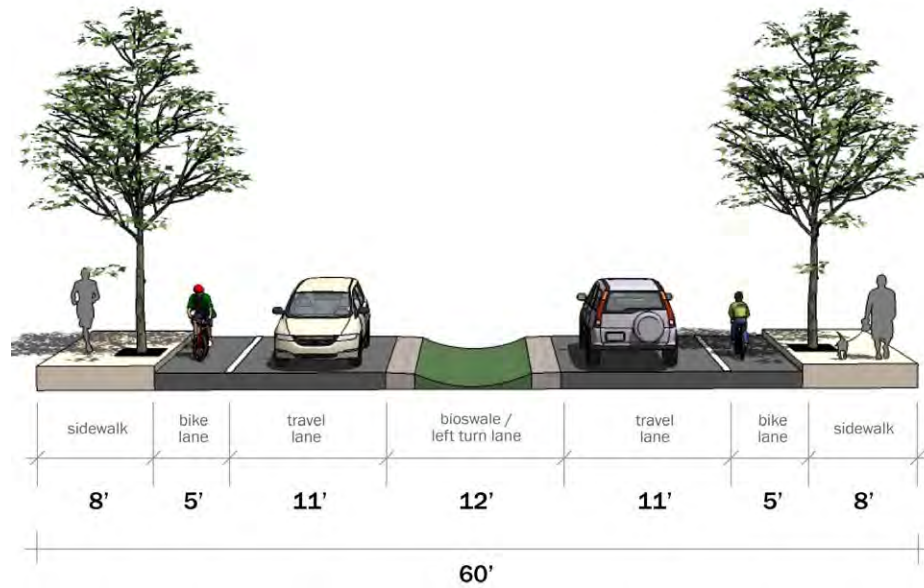 sidewalk
bike
lane
travel
lane
bioswale /
left turn lane
travel
lane
bike
lane
sidewalk
8’
5’
11’
12’
11’
5’
8’
60’